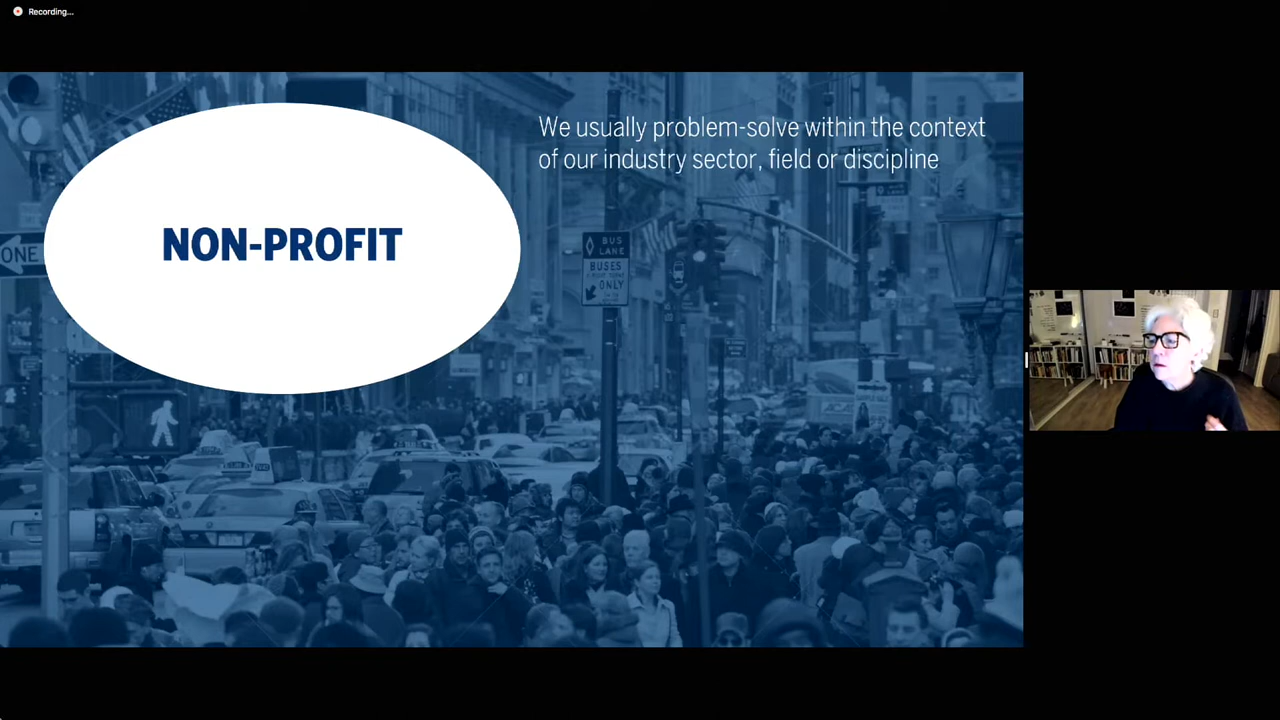 Recording...
We usually problem-solve within the context
of our industry sector, field or discipline
NON-PROFIT
ONE
BUS
LANE
BUSES
ONLY